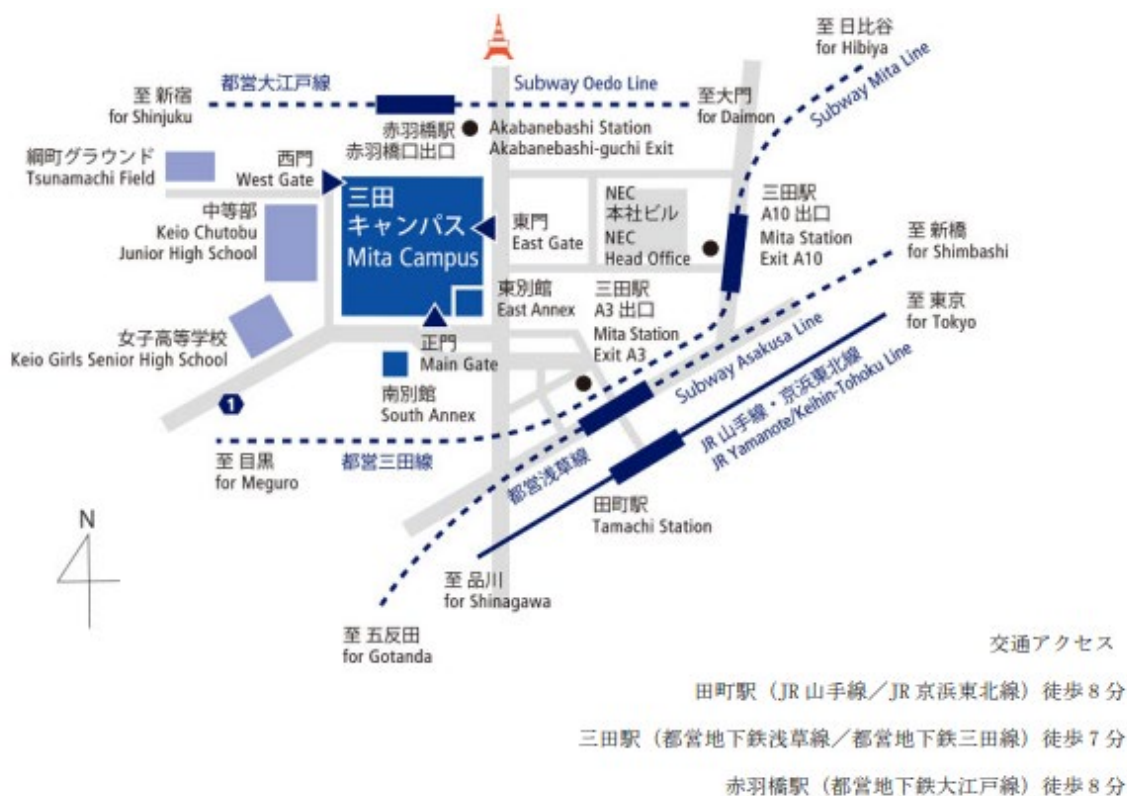 至 日比谷
for Hibiya
Subway Mita Line
都営大江戸線
Subway Oedo Line
至 新宿
for Shinjuku
至大門
for Daimon
赤羽橋駅
赤羽橋口出口
Akabanebashi Station
Akabanebashi-guchi Exit
綱町グラウンド
Tsunamachi Field
西門
West Gate
三田
キャンパス
Mita Campus
中等部
Keio Chutobu
Junior High School
東門
East Gate
NEC
本社ビル
NEC
Head Office
三田駅
A10 出口
Mita Station
Exit A10
至 新橋
for Shimbashi
東別館
East Annex
三田駅
A3 出口
Mita Station
Exit A3
至 東京
for Tokyo
女子高等学校
Keio Girls Senior High School
正門
Main Gate
南別館
South Annex
Subway Asakusa Line
JR 山手線・京浜東北線
JR Yamanote/Keihin-Tohoku Line
1
至 目黒
for Meguro
都営三田線
都営浅草線
田町駅
Tamachi Station
N
至 品川
for Shinagawa
至 五反田
for Gotanda
交通アクセス
田町駅（JR 山手線／JR 京浜東北線）徒歩 8 分
三田駅（都営地下鉄浅草線／都営地下鉄三田線）徒歩 7 分
赤羽橋駅（都営地下鉄大江戸線）徒歩 8 分